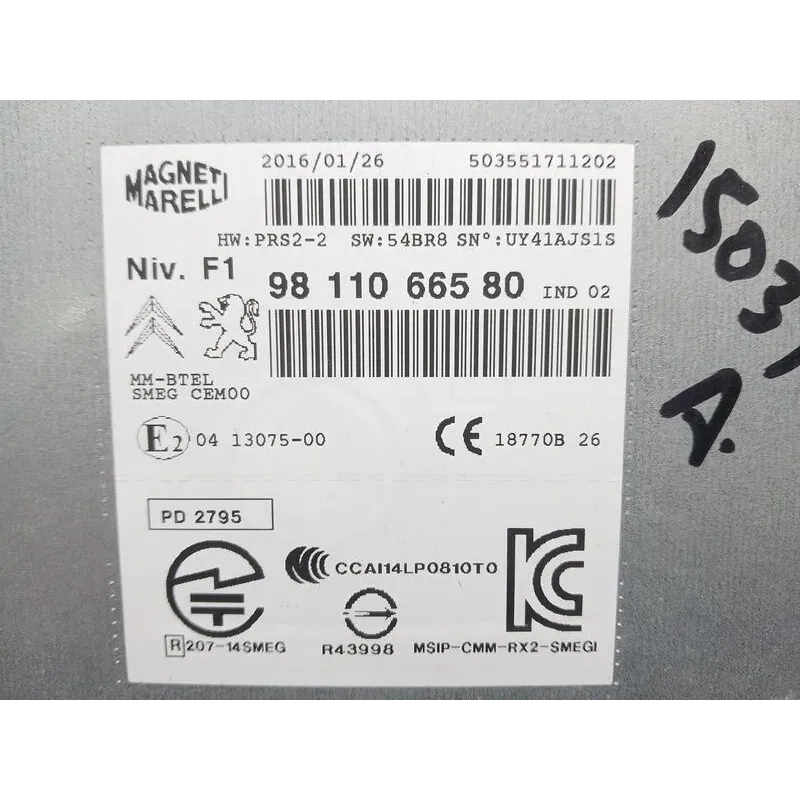 MAGNETI MARELLI
2016/01/26 503551711202
HW:PRS2-2 SW:54BR8 SN°:UY41AJS1S
Niv. F1
98 110 665 80 IND 02
MM-BTEL
SMEG CEM00
E2 04 13075-00 CE 18770B 26
PD 2795
CCAI14LP0810T0
R 207-14SMEG R43998 MSIP-CMM-RX2-SMEGI
15031
A.